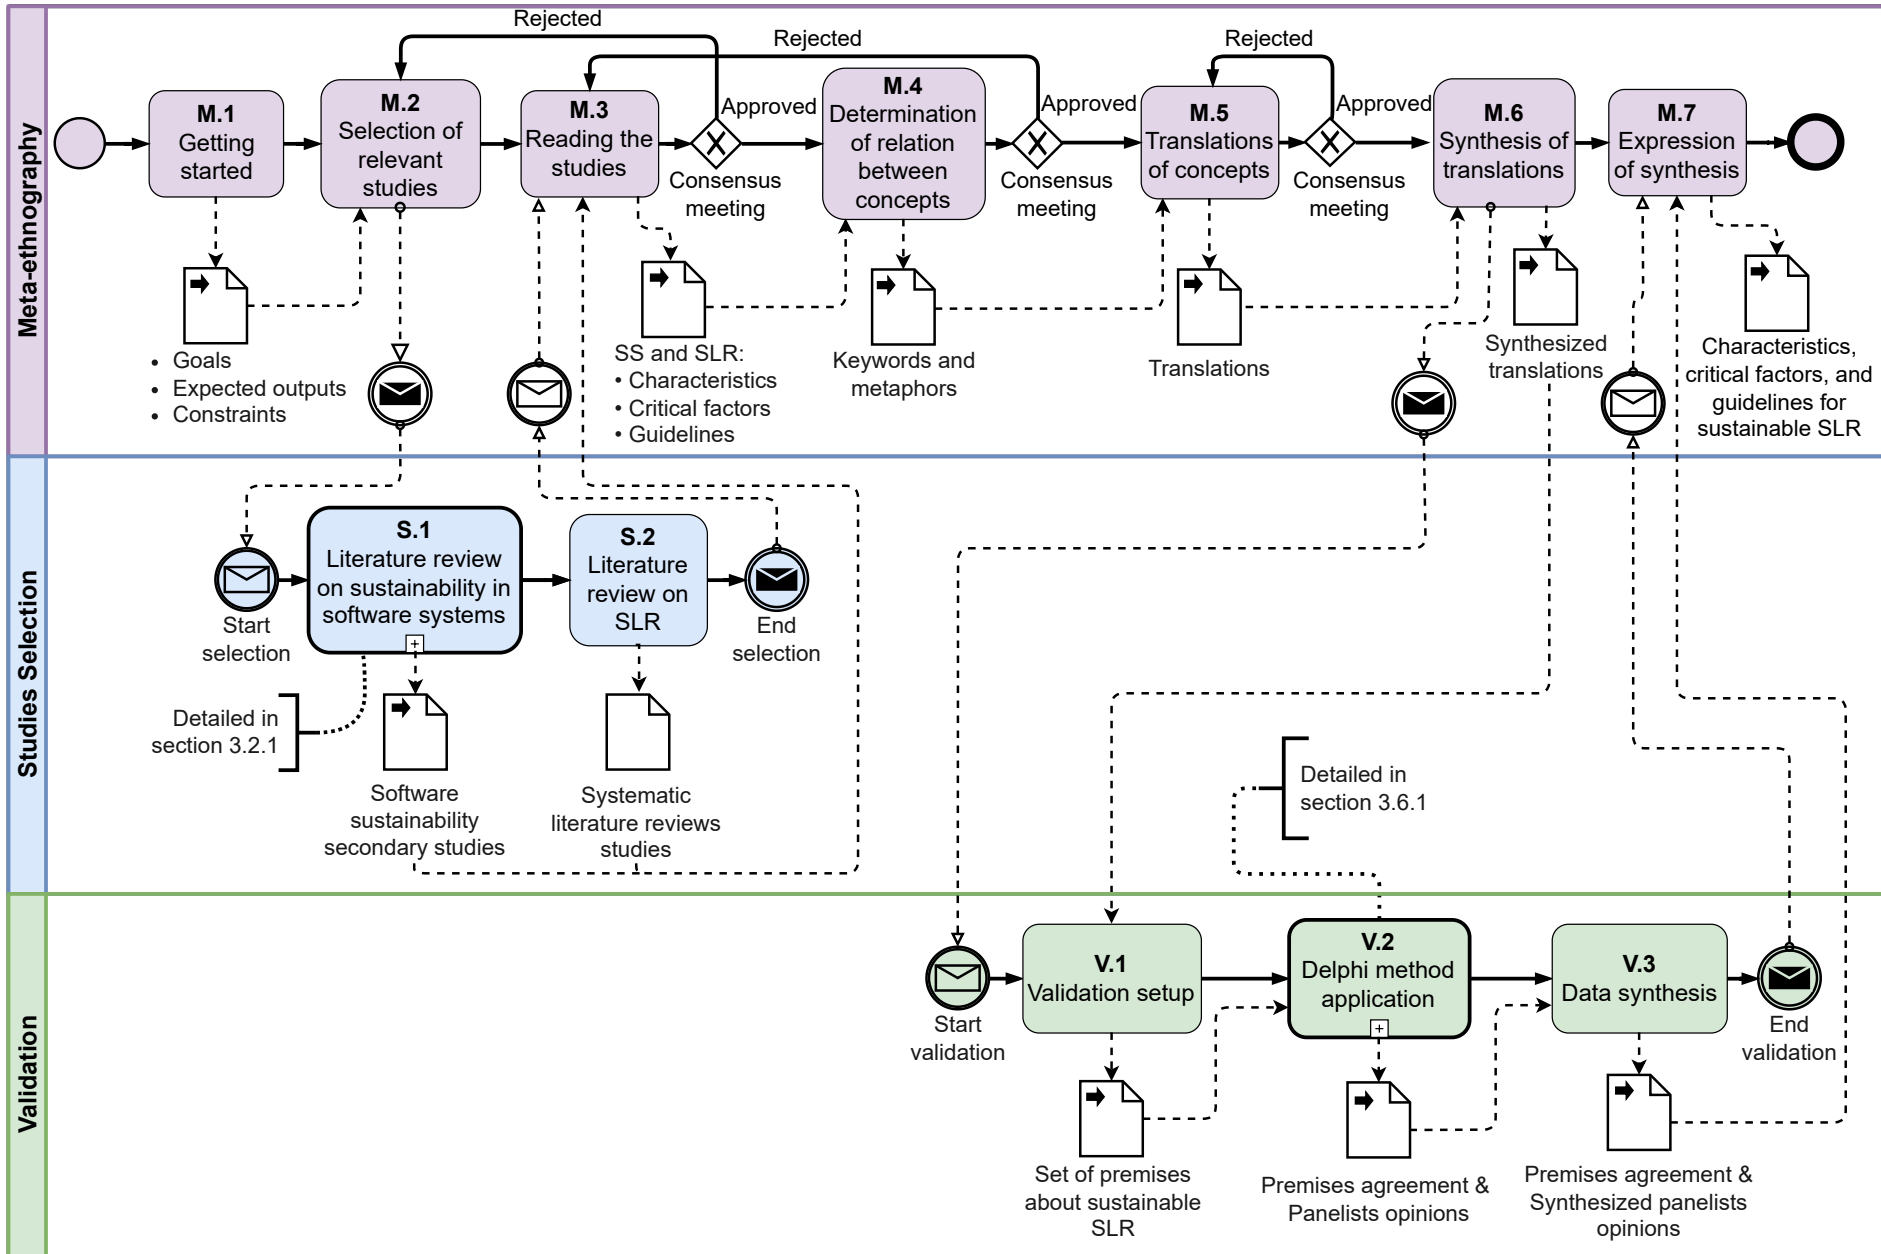 Meta-ethnography
Rejected
Rejected
Rejected
M.1
Getting
started
M.2
Selection of
relevant
studies
M.3
Reading the
studies
Approved
Consensus
meeting
M.4
Determination
of relation
between
concepts
Approved
Consensus
meeting
M.5
Translations
of concepts
Approved
Consensus
meeting
M.6
Synthesis of
translations
M.7
Expression
of synthesis
• Goals
• Expected outputs
• Constraints
SS and SLR:
• Characteristics
• Critical factors
• Guidelines
Keywords and
metaphors
Translations
Synthesized
translations
Characteristics,
critical factors, and
guidelines for
sustainable SLR
Studies Selection
Start
selection
S.1
Literature review
on sustainability in
software systems
+
S.2
Literature
review on
SLR
End
selection
Detailed in
section 3.2.1
Software
sustainability
secondary studies
Systematic
literature reviews
studies
Detailed in
section 3.6.1
Validation
Start
validation
V.1
Validation setup
V.2
Delphi method
application
+
V.3
Data synthesis
End
validation
Set of premises
about sustainable
SLR
Premises agreement &
Panelists opinions
Premises agreement &
Synthesized panelists
opinions